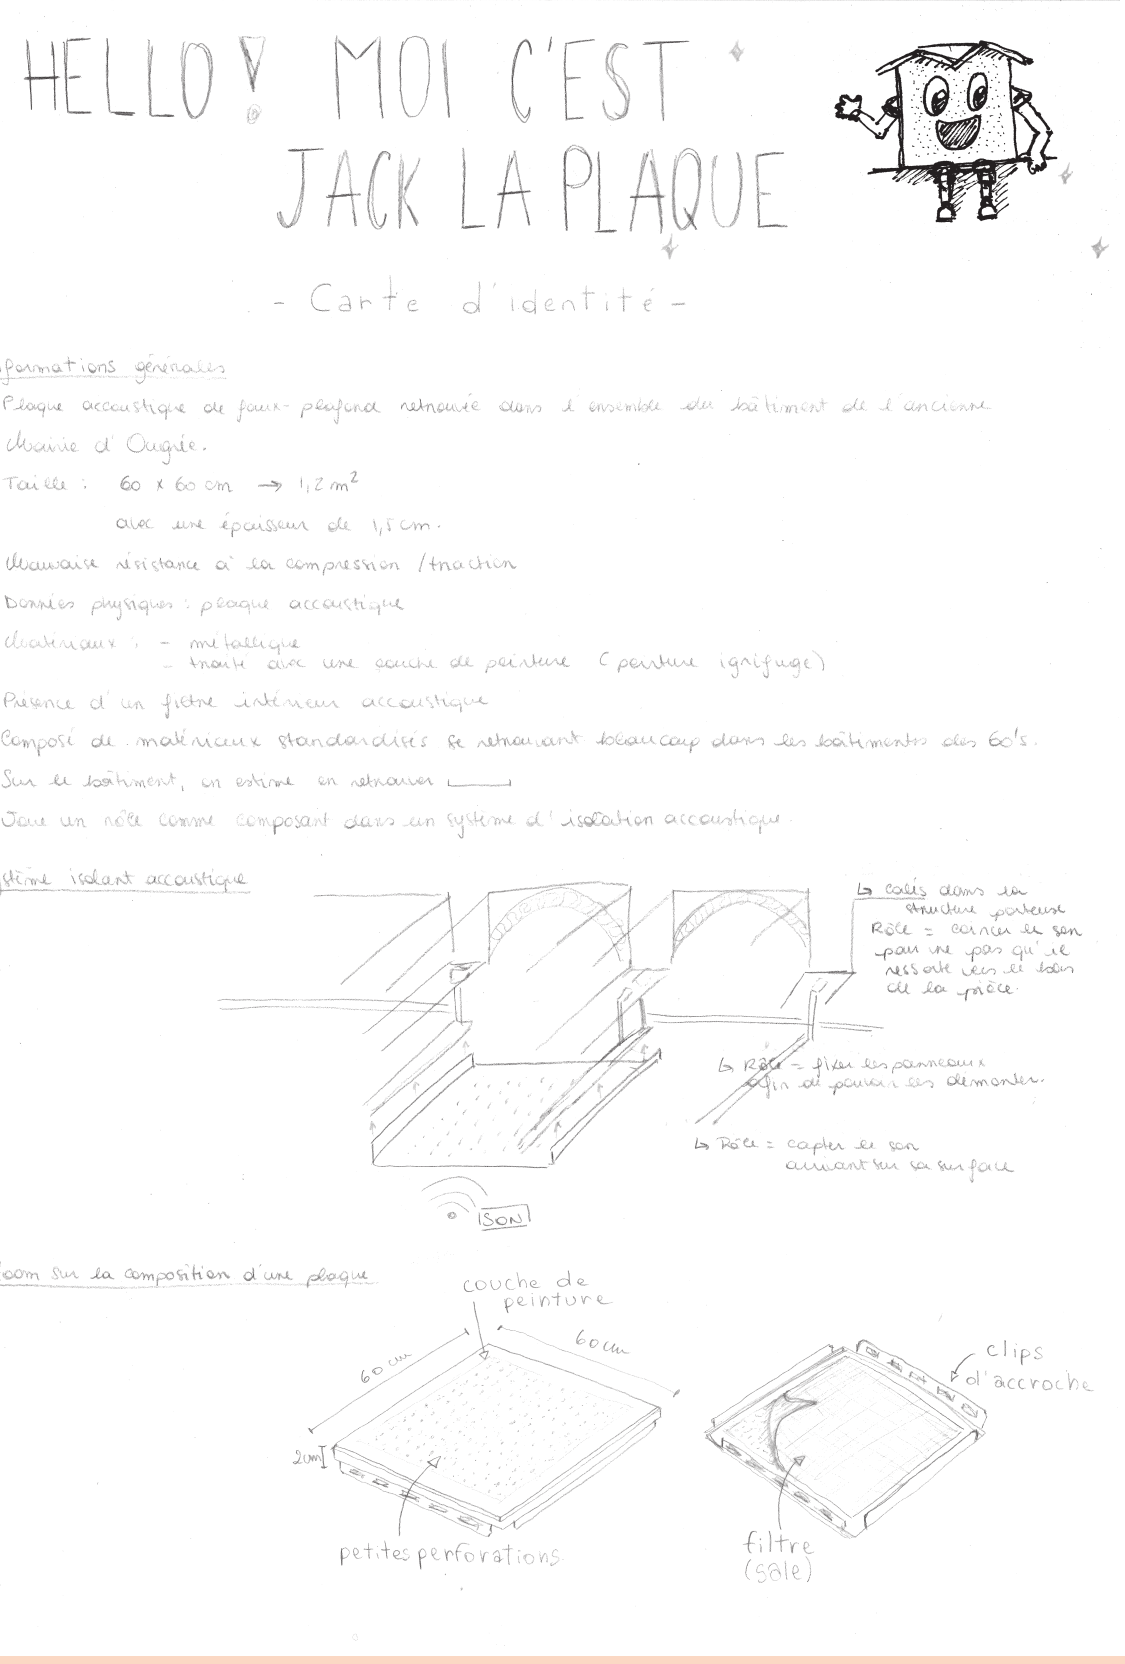 HELLO! MOI C'EST
JACK LA PLAQUE
- Carte d'identité -
formations générales
Plaque accoustique de faux-plafond retrouvée dans l'ensemble du bâtiment de l'ancienne
Mairie d'Ougrée.
Taille : 60 x 60 cm → 1,2 m²
avec une épaisseur de 1,5 cm.
Mauvaise résistance à la compression / traction
Données physiques : plaque accoustique
Matériaux : - métallique
- traité avec une couche de peinture (peinture ignifuge)
Présence d'un filtre intérieur accoustique
Composé de matériaux standardisés se retrouvant beaucoup dans les bâtiments des 60's.
Sur le bâtiment, on estime en retrouver
Joue un rôle comme composant dans un système d'isolation accoustique.
stème isolant accoustique
↳ calés dans la
structure porteuse
Rôle = coincer le son
pour ne pas qu'il
ressorte vers le bas
de la pièce.
↳ Rôle = fixer les panneaux
afin de pouvoir les démonter.
↳ Rôle = capter le son
arrivant sur sa surface
SON
oom sur la composition d'une plaque
couche de
peinture
60 cm
60 cm
clips
d'accroche
2cm
petites perforations.
filtre
(sale)